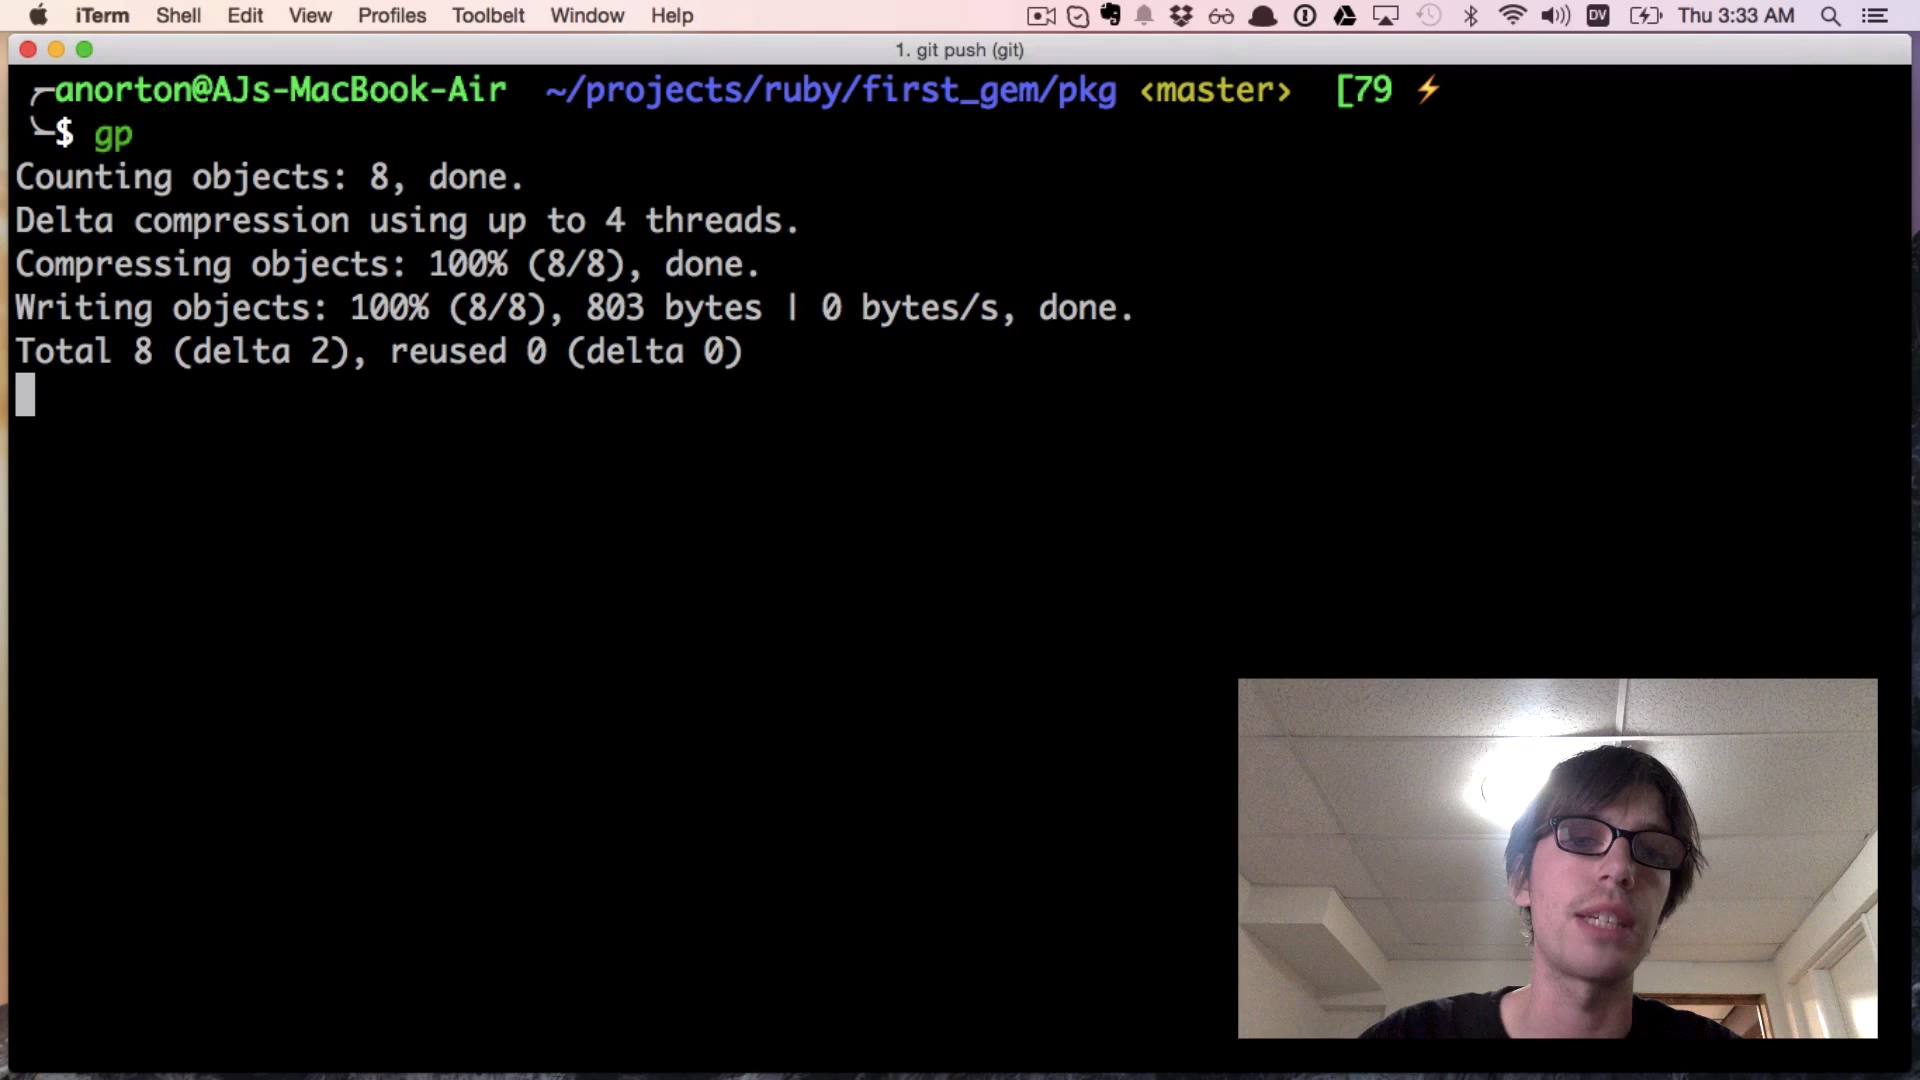 iTerm Shell Edit View Profiles Toolbelt Window Help DV Thu 3:33 AM
1. git push (git)
anorton@AJs-MacBook-Air ~/projects/ruby/first_gem/pkg ‹master› [79 ⚡
$ gp
Counting objects: 8, done.
Delta compression using up to 4 threads.
Compressing objects: 100% (8/8), done.
Writing objects: 100% (8/8), 803 bytes | 0 bytes/s, done.
Total 8 (delta 2), reused 0 (delta 0)